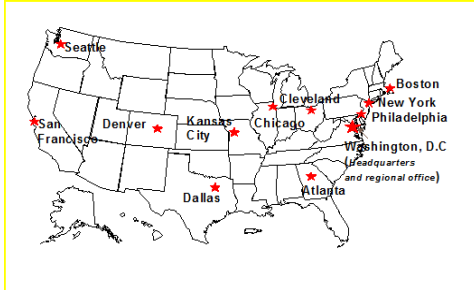 Seattle
Boston
Cleveland
New York
San
Francisco
Denver
Kansas
City
Chicago
Philadelphia
Washington, D.C
(Headquarters
and regional office)
Dallas
Atlanta